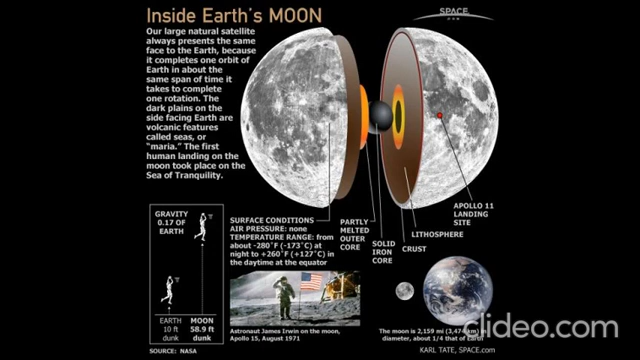 Inside Earth's MOON
SPACE
Our large natural satellite
always presents the same
face to the Earth, because
it completes one orbit of
Earth in about the
same span of time it
takes to complete
one rotation. The
dark plains on the
side facing Earth are
volcanic features
called seas, or
"maria." The first
human landing on the
moon took place on the
Sea of Tranquility.
APOLLO 11
LANDING
SITE
LITHOSPHERE
CRUST
SOLID
IRON
CORE
PARTLY
MELTED
OUTER
CORE
SURFACE CONDITIONS
AIR PRESSURE: none
TEMPERATURE RANGE: from
about -280˚F (-173˚C) at
night to +260˚F (+127˚C) in
the daytime at the equator
GRAVITY
0.17 OF
EARTH
EARTH
10 ft
dunk
MOON
58.9 ft
dunk
Astronaut James Irwin on the moon,
Apollo 15, August 1971
The moon is 2,159 mi (3,474 km) in
diameter, about 1/4 that of Earth
SOURCE: NASA
KARL TATE, SPACE.com
clideo.com